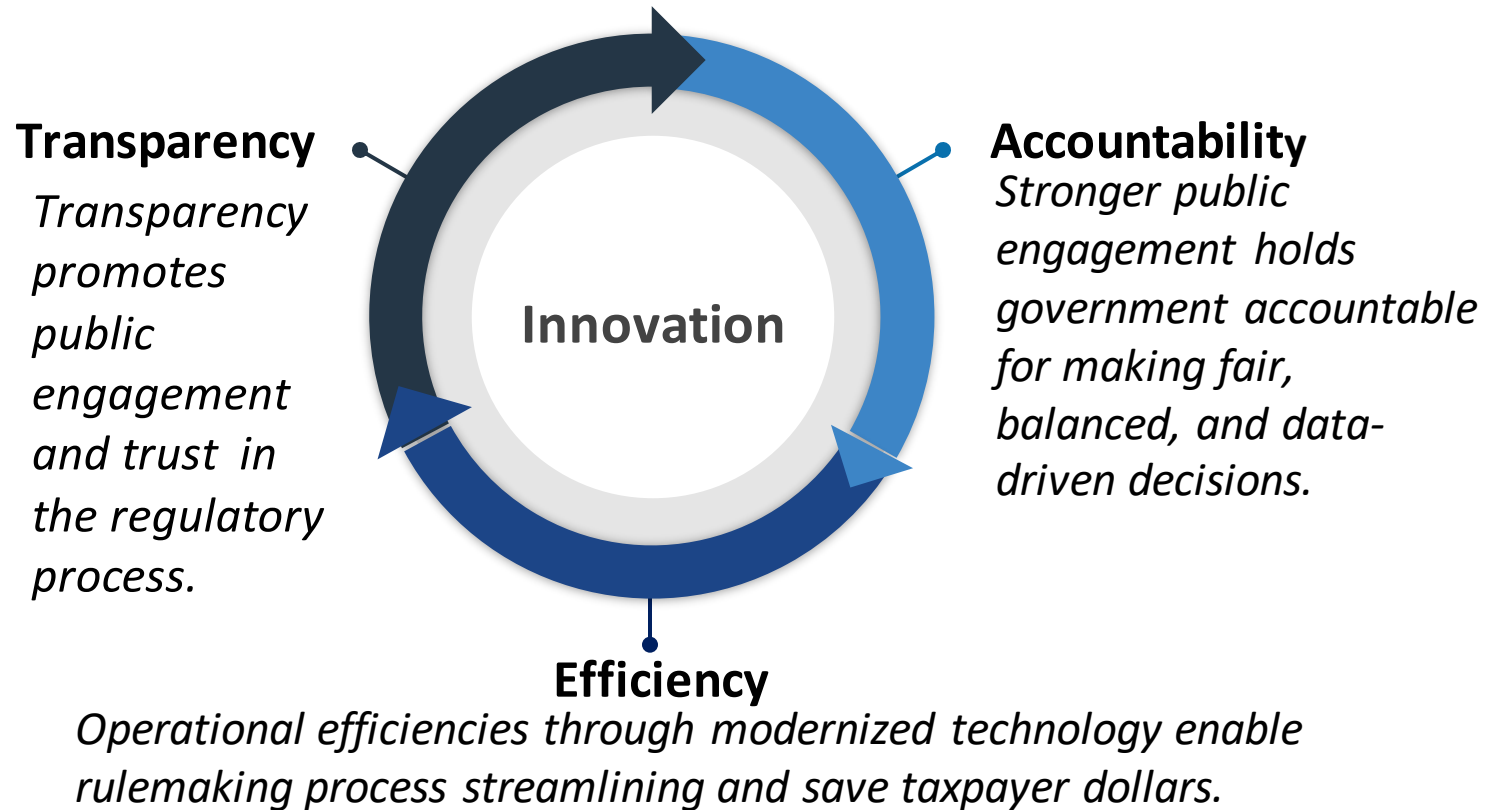 Transparency
Transparency
promotes
public
engagement
and trust in
the regulatory
process.
Innovation
Accountability
Stronger public
engagement holds
government accountable
for making fair,
balanced, and data-
driven decisions.
Efficiency
Operational efficiencies through modernized technology enable
rulemaking process streamlining and save taxpayer dollars.